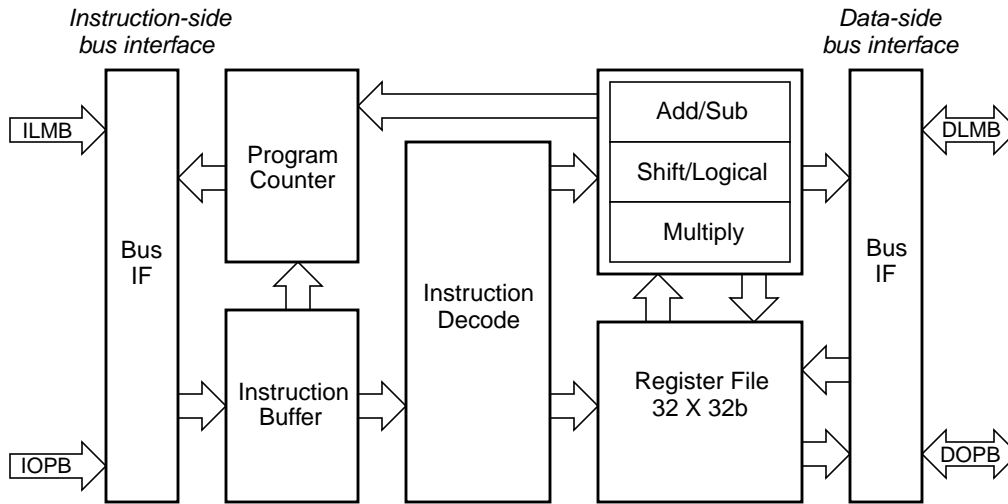 Instruction-side
bus interface
Data-side
bus interface
ILMB
Program
Counter
Add/Sub
Shift/Logical
Multiply
DLMB
Bus
IF
Instruction
Decode
Bus
IF
Instruction
Buffer
Register File
32 X 32b
IOPB
DOPB